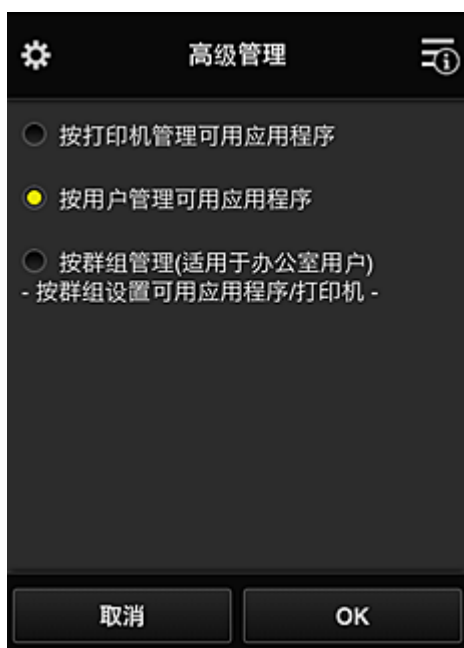 高级管理
按打印机管理可用应用程序
按用户管理可用应用程序
按群组管理(适用于办公室用户)
- 按群组设置可用应用程序/打印机 -
取消
OK